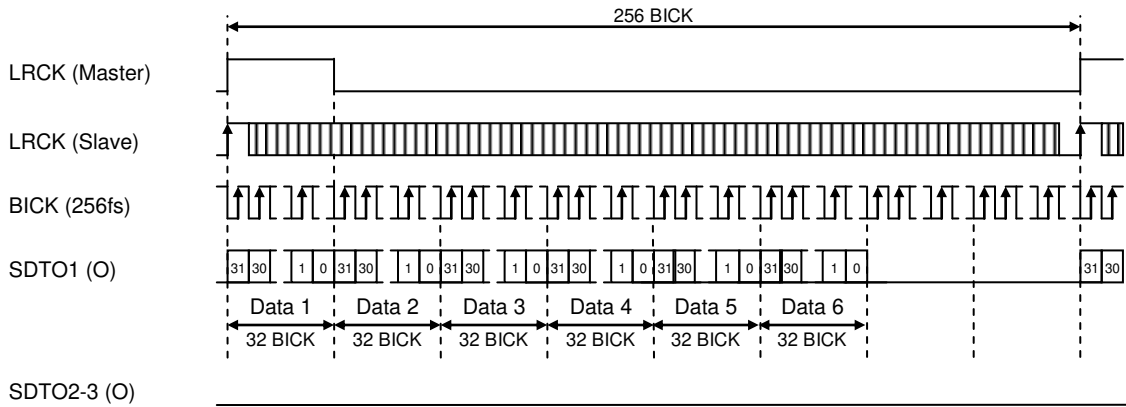 256 BICK
LRCK (Master)
LRCK (Slave)
BICK (256fs)
SDTO1 (O)
31 30 1 0 31 30 1 0 31 30 1 0 31 30 1 0 31 30 1 0 31 30 1 0 31 30
Data 1 Data 2 Data 3 Data 4 Data 5 Data 6
32 BICK 32 BICK 32 BICK 32 BICK 32 BICK 32 BICK
SDTO2-3 (O)